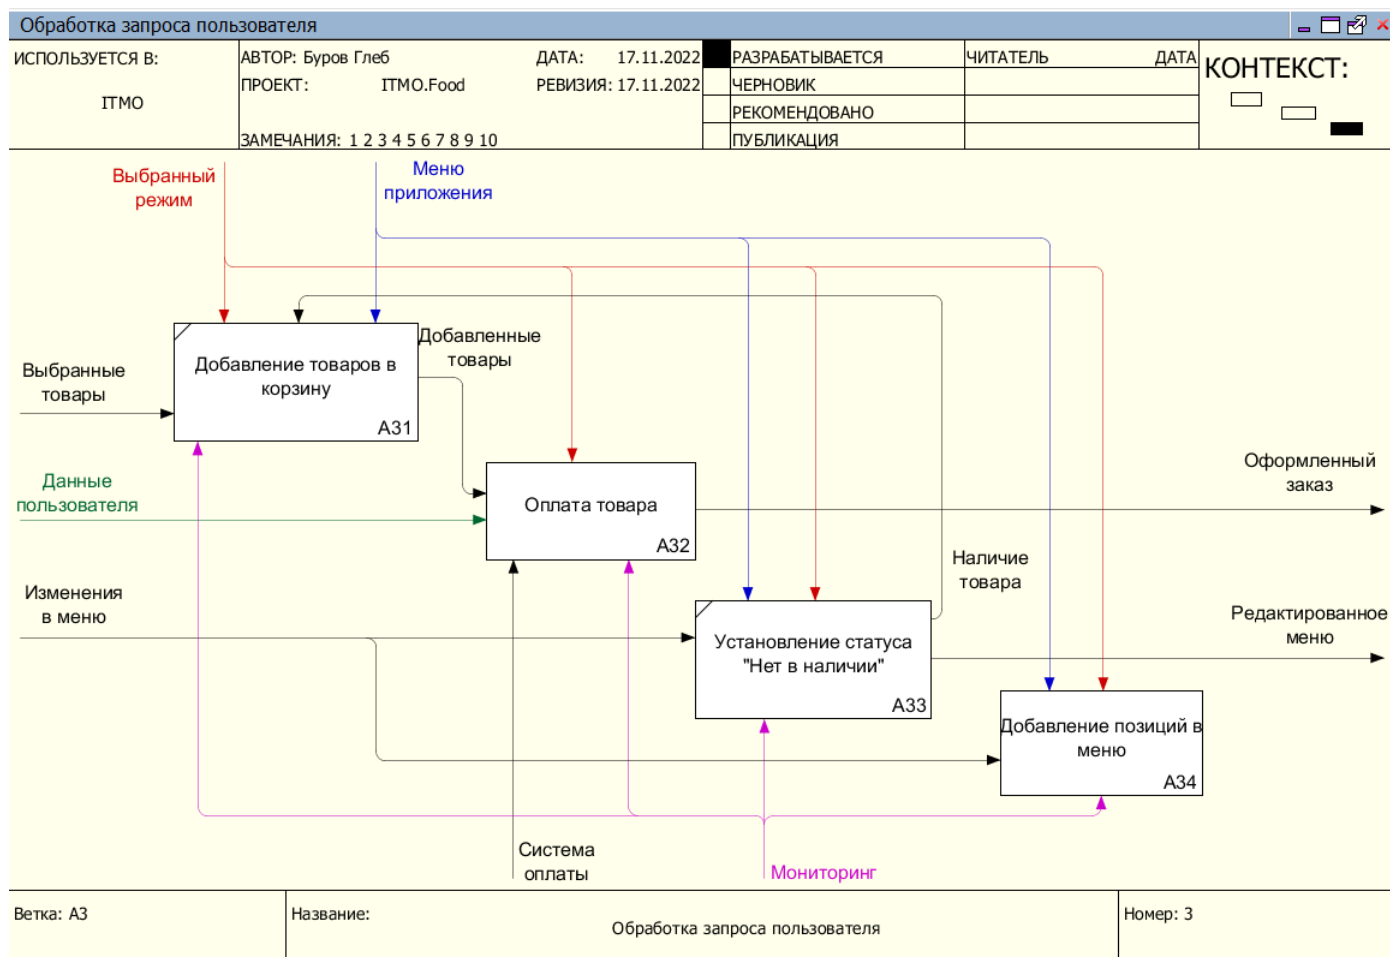 Обработка запроса пользователя
ИСПОЛЬЗУЕТСЯ В:
ITMO
АВТОР: Буров Глеб
ДАТА: 17.11.2022
ПРОЕКТ: ITMO.Food
РЕВИЗИЯ: 17.11.2022
ЗАМЕЧАНИЯ: 1 2 3 4 5 6 7 8 9 10
РАЗРАБАТЫВАЕТСЯ
ЧЕРНОВИК
РЕКОМЕНДОВАНО
ПУБЛИКАЦИЯ
ЧИТАТЕЛЬ
ДАТА
КОНТЕКСТ:
Выбранный
режим
Меню
приложения
Добавленные
товары
Выбранные
товары
Добавление товаров в
корзину
A31
Данные
пользователя
Оплата товара
A32
Оформленный
заказ
Изменения
в меню
Наличие
товара
Установление статуса
"Нет в наличии"
A33
Редактированное
меню
Добавление позиций в
меню
A34
Система
оплаты
Мониторинг
Ветка: A3
Название:
Обработка запроса пользователя
Номер: 3